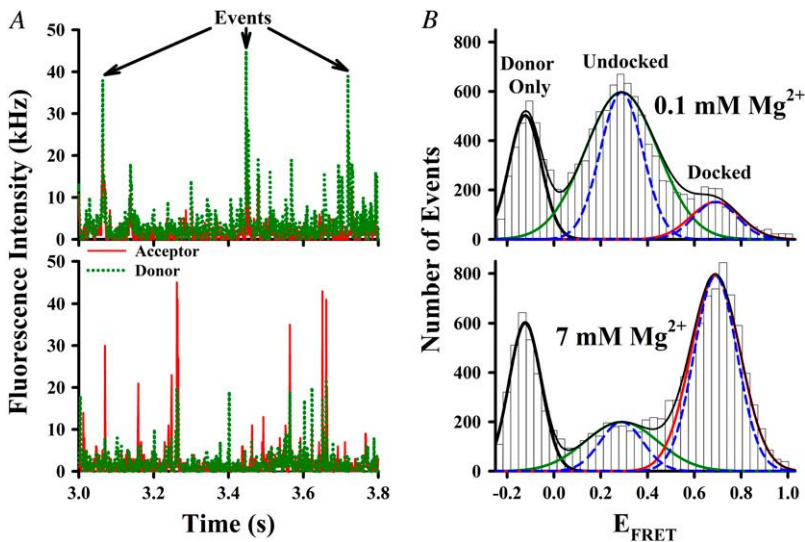 A
Events
Fluorescence Intensity (kHz)
50
40
30
20
10
0
Acceptor
Donor
50
40
30
20
10
0
3.0 3.2 3.4 3.6 3.8
Time (s)
B
Number of Events
800
600
400
200
0
Donor
Only
Undocked
0.1 mM Mg²⁺
Docked
800
600
400
200
0
7 mM Mg²⁺
-0.2 0.0 0.2 0.4 0.6 0.8 1.0
E_FRET